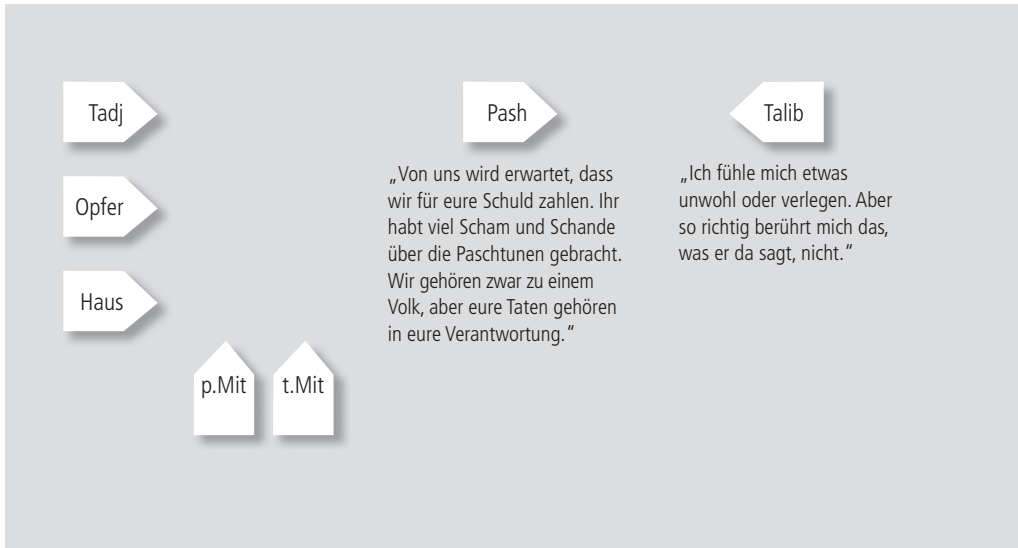 Tadj
Pash
Talib
„Von uns wird erwartet, dass
wir für eure Schuld zahlen. Ihr
habt viel Scham und Schande
über die Paschtunen gebracht.
Wir gehören zwar zu einem
Volk, aber eure Taten gehören
in eure Verantwortung.“
„Ich fühle mich etwas
unwohl oder verlegen. Aber
so richtig berührt mich das,
was er da sagt, nicht.“
Opfer
Haus
p.Mit
t.Mit